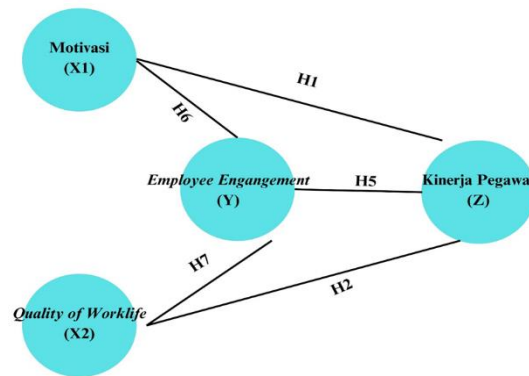 Motivasi
(X1)
H1
H6
Employee Engangement
(Y)
H5
Kinerja Pegawa
(Z)
H7
H2
Quality of Worklife
(X2)